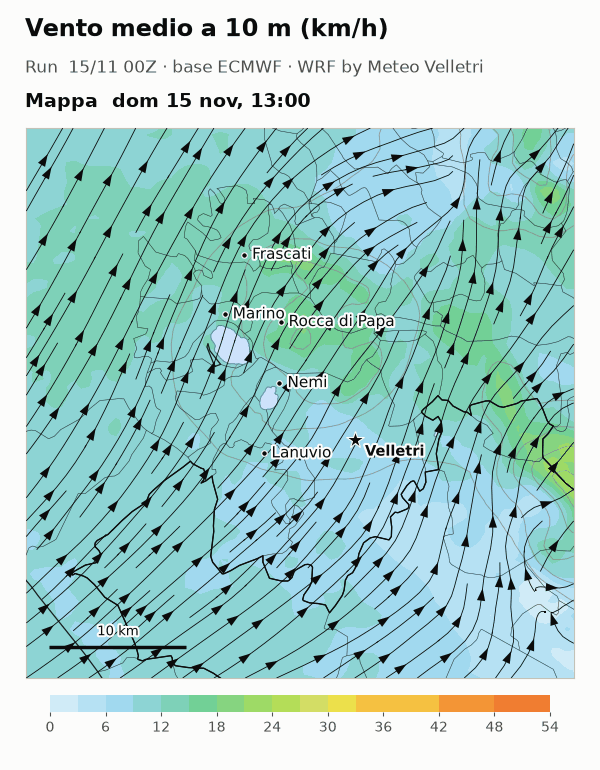 Vento medio a 10 m (km/h)
Run  15/11 00Z · base ECMWF · WRF by Meteo Velletri
Mappa  dom 15 nov, 13:00
Frascati
Marino
Rocca di Papa
Nemi
Velletri
Lanuvio
10 km
0 6 12 18 24 30 36 42 48 54